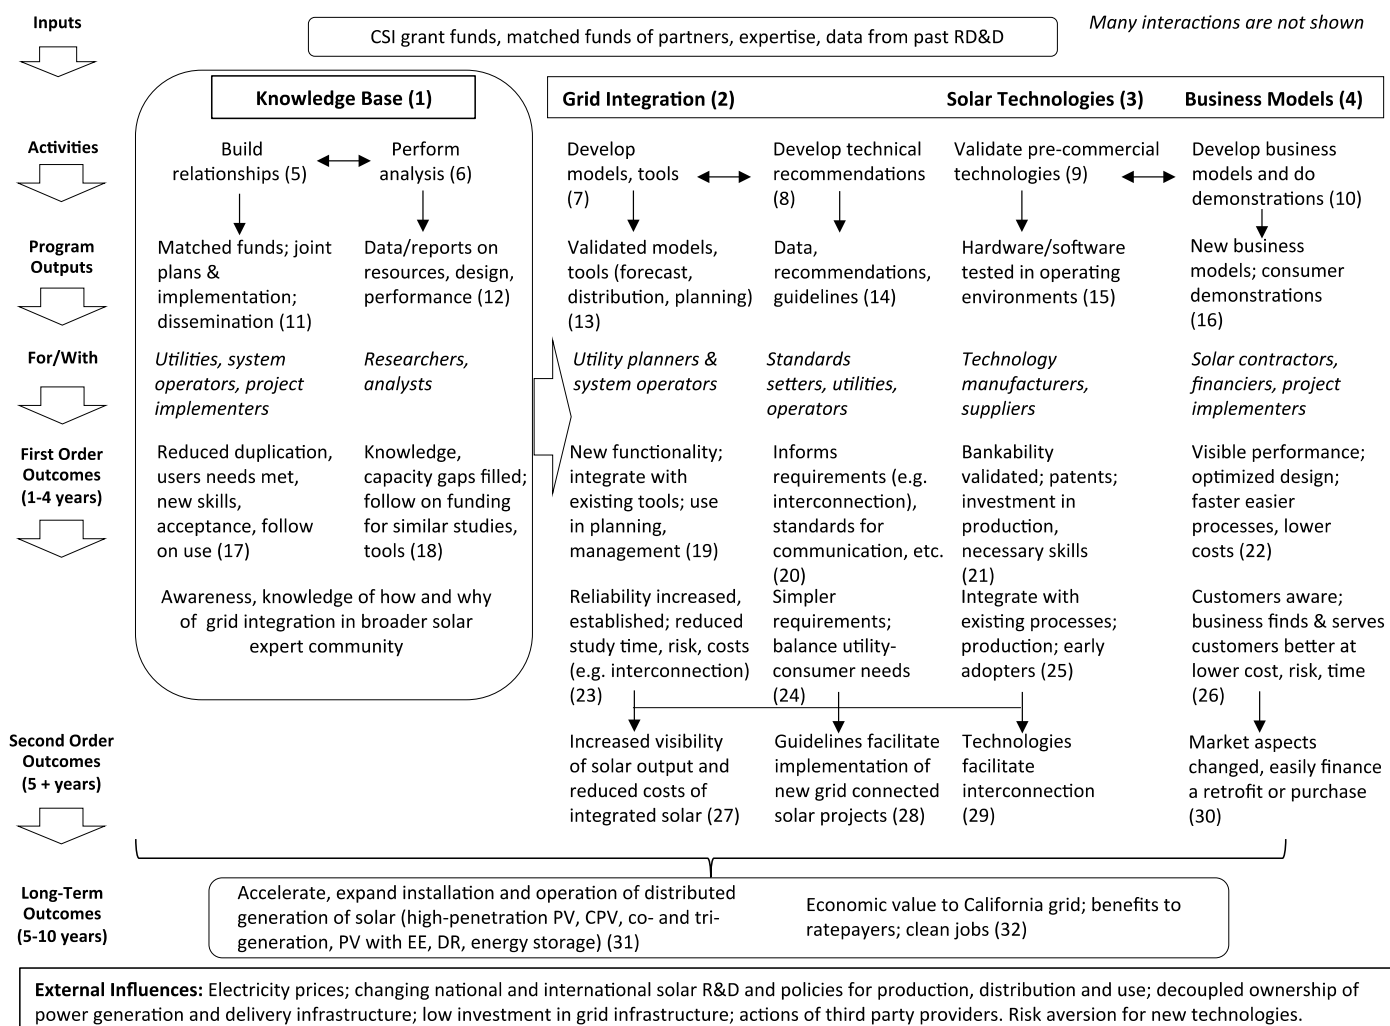 Inputs
CSI grant funds, matched funds of partners, expertise, data from past RD&D
Many interactions are not shown
Knowledge Base (1)
Grid Integration (2)
Solar Technologies (3)
Business Models (4)
Activities
Build
relationships (5)
Perform
analysis (6)
Develop
models, tools
(7)
Develop technical
recommendations
(8)
Validate pre-commercial
technologies (9)
Develop business
models and do
demonstrations (10)
Program
Outputs
Matched funds; joint
plans &
implementation;
dissemination (11)
Data/reports on
resources, design,
performance (12)
Validated models,
tools (forecast,
distribution, planning)
(13)
Data,
recommendations,
guidelines (14)
Hardware/software
tested in operating
environments (15)
New business
models; consumer
demonstrations
(16)
For/With
Utilities, system
operators, project
implementers
Researchers,
analysts
Utility planners &
system operators
Standards
setters, utilities,
operators
Technology
manufacturers,
suppliers
Solar contractors,
financiers, project
implementers
First Order
Outcomes
(1-4 years)
Reduced duplication,
users needs met,
new skills,
acceptance, follow
on use (17)
Knowledge,
capacity gaps filled;
follow on funding
for similar studies,
tools (18)
New functionality;
integrate with
existing tools; use
in planning,
management (19)
Informs
requirements (e.g.
interconnection),
standards for
communication, etc.
(20)
Bankability
validated; patents;
investment in
production,
necessary skills
(21)
Visible performance;
optimized design;
faster easier
processes, lower
costs (22)
Awareness, knowledge of how and why
of grid integration in broader solar
expert community
Reliability increased,
established; reduced
study time, risk, costs
(e.g. interconnection)
(23)
Simpler
requirements;
balance utility-
consumer needs
(24)
Integrate with
existing processes;
production; early
adopters (25)
Customers aware;
business finds & serves
customers better at
lower cost, risk, time
(26)
Second Order
Outcomes
(5 + years)
Increased visibility
of solar output and
reduced costs of
integrated solar (27)
Guidelines facilitate
implementation of
new grid connected
solar projects (28)
Technologies
facilitate
interconnection
(29)
Market aspects
changed, easily finance
a retrofit or purchase
(30)
Long-Term
Outcomes
(5-10 years)
Accelerate, expand installation and operation of distributed
generation of solar (high-penetration PV, CPV, co- and tri-
generation, PV with EE, DR, energy storage) (31)
Economic value to California grid; benefits to
ratepayers; clean jobs (32)
External Influences: Electricity prices; changing national and international solar R&D and policies for production, distribution and use; decoupled ownership of
power generation and delivery infrastructure; low investment in grid infrastructure; actions of third party providers. Risk aversion for new technologies.